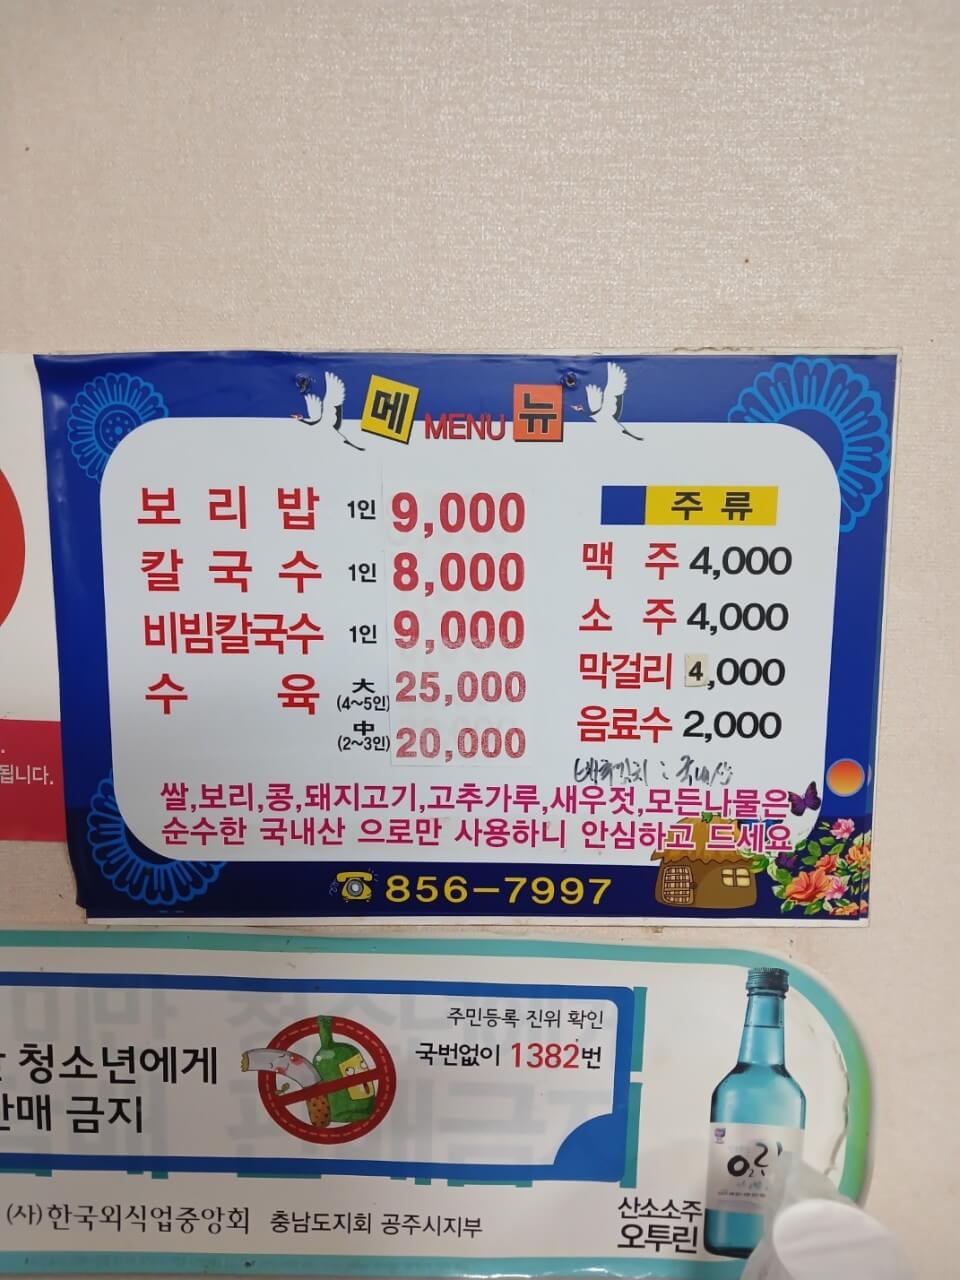 메 MENU 뉴
보리밥 1인 9,000
칼국수 1인 8,000
비빔칼국수 1인 9,000
수육 大 (4~5인) 25,000
中 (2~3인) 20,000
주류
맥주 4,000
소주 4,000
막걸리 4,000
음료수 2,000
배추김치 : 국내산
쌀,보리,콩,돼지고기,고추가루,새우젓,모든나물은
순수한 국내산 으로만 사용하니 안심하고 드세요
856-7997
됩니다.
청소년에게
판매 금지
주민등록 진위 확인
국번없이 1382번
(사)한국외식업중앙회 충남도지회 공주시지부
산소소주
오투린